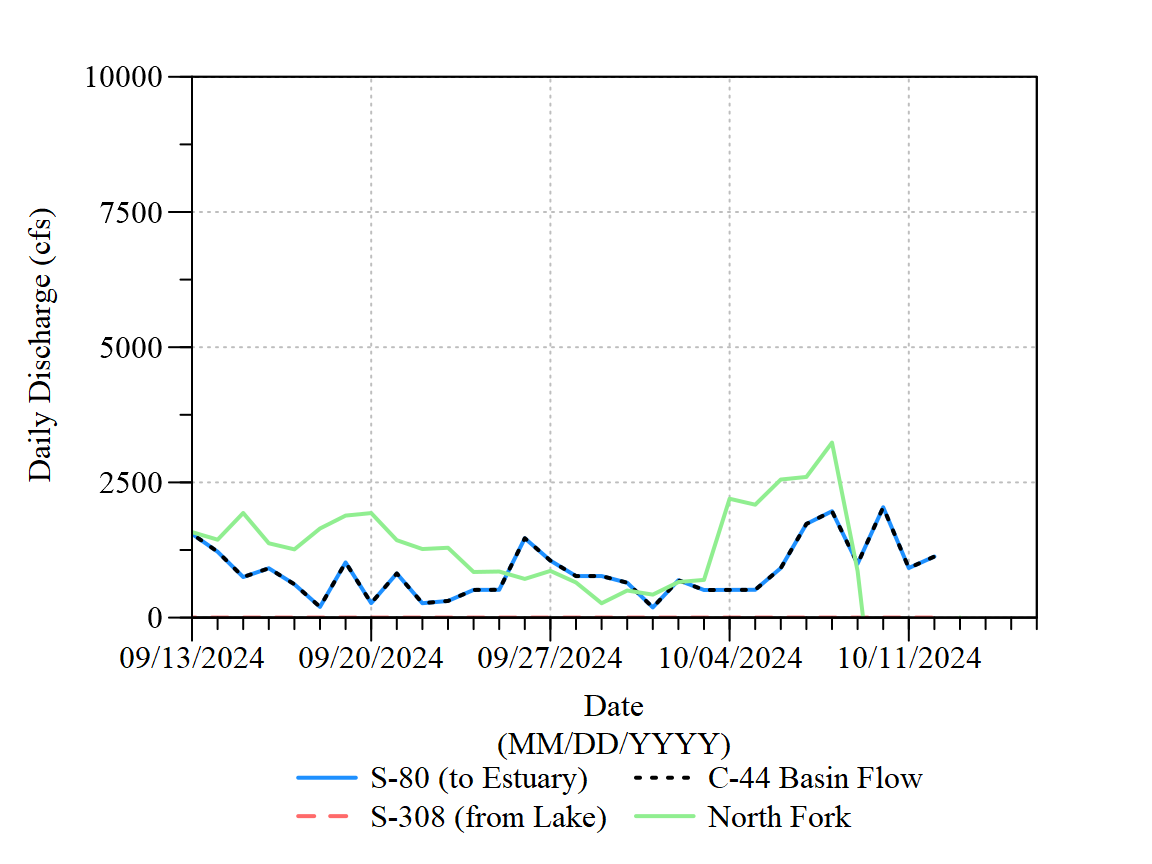 10000
7500
5000
2500
0
Daily Discharge (cfs)
09/13/2024 09/20/2024 09/27/2024 10/04/2024 10/11/2024
Date
(MM/DD/YYYY)
S-80 (to Estuary) C-44 Basin Flow
S-308 (from Lake) North Fork